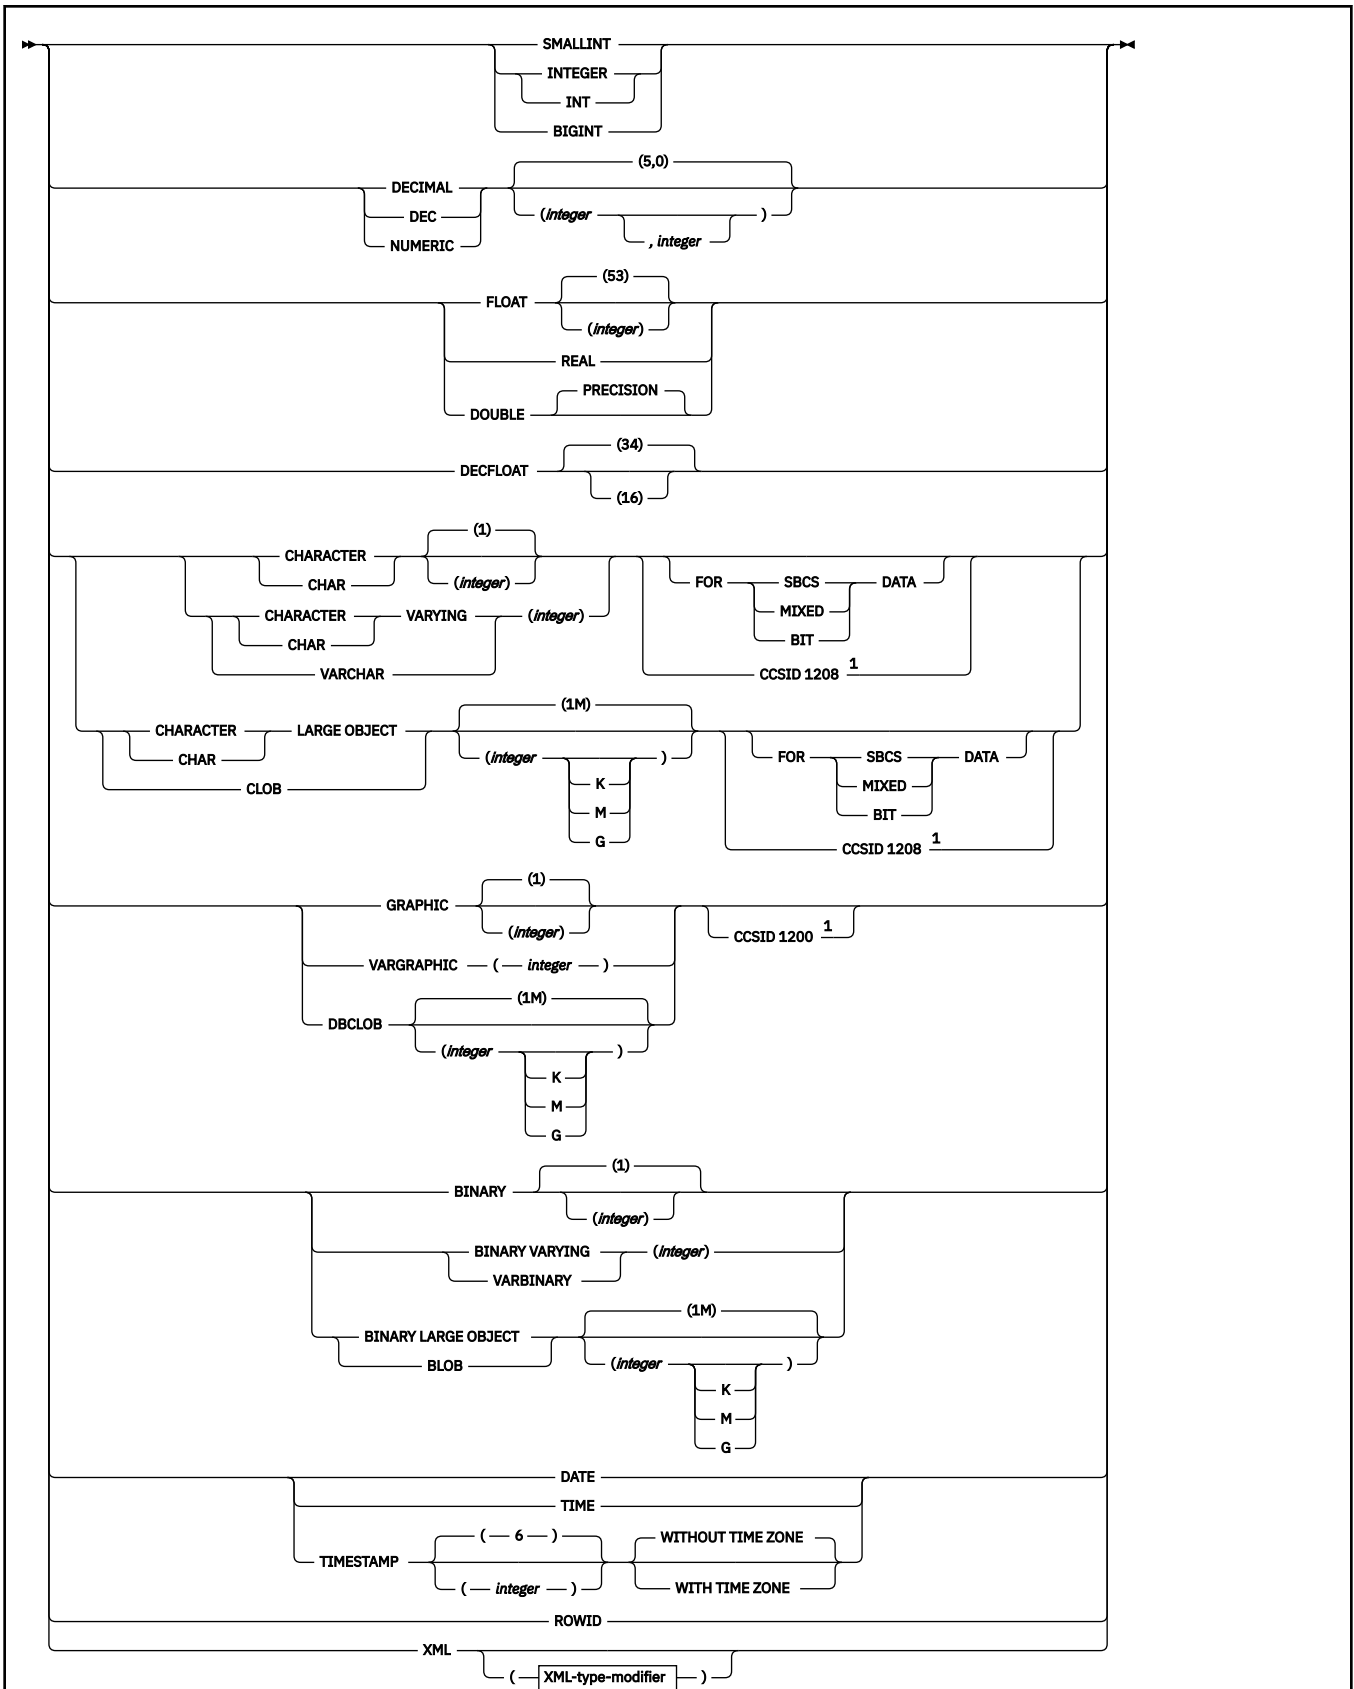 SMALLINT
INTEGER
INT
BIGINT
(5,0)
DECIMAL
DEC (integer )
NUMERIC , integer
(53)
FLOAT
(integer)
REAL
PRECISION
DOUBLE
(34)
DECFLOAT
(16)
(1)
CHARACTER
CHAR (integer) FOR SBCS DATA
CHARACTER VARYING (integer) MIXED
CHAR BIT
VARCHAR CCSID 1208 1
(1M)
CHARACTER LARGE OBJECT
CHAR (integer ) FOR SBCS DATA
CLOB K MIXED
M BIT
G CCSID 1208 1
(1)
GRAPHIC
(integer) CCSID 1200 1
VARGRAPHIC ( integer )
(1M)
DBCLOB
(integer )
K
M
G
(1)
BINARY
(integer)
BINARY VARYING (integer)
VARBINARY
(1M)
BINARY LARGE OBJECT
BLOB (integer )
K
M
G
DATE
TIME
( 6 ) WITHOUT TIME ZONE
TIMESTAMP
( integer ) WITH TIME ZONE
ROWID
XML
( XML-type-modifier )